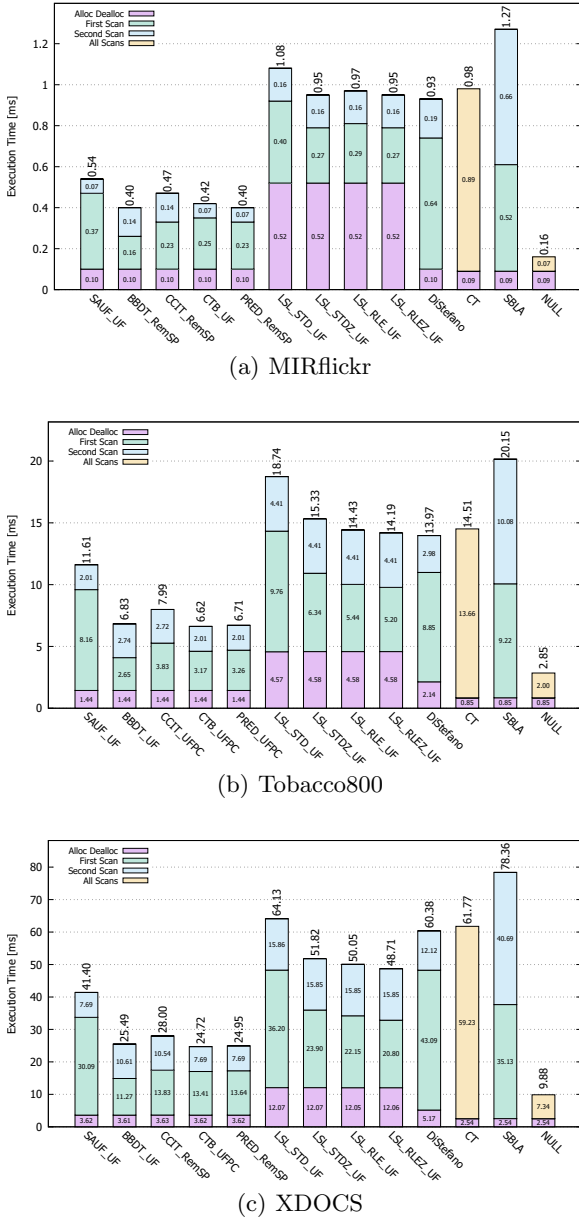 Alloc Dealloc
First Scan
Second Scan
All Scans
Execution Time [ms]
1.2
1
0.8
0.6
0.4
0.2
0
0.54 0.40 0.47 0.42 0.40 1.08 0.95 0.97 0.95 0.93 0.98 1.27 0.16
0.07 0.14 0.14 0.07 0.07 0.16 0.16 0.16 0.16 0.19 0.89 0.66 0.07
0.37 0.16 0.23 0.25 0.23 0.40 0.27 0.29 0.27 0.64 0.52
0.10 0.10 0.10 0.10 0.10 0.52 0.52 0.52 0.52 0.10 0.09 0.09 0.09
SAUF_UF BBDT_RemSP CCIT_RemSP CTB_UF PRED_RemSP LSL_STD_UF LSL_STDZ_UF LSL_RLE_UF LSL_RLEZ_UF DiStefano CT SBLA NULL
(a) MIRflickr
Alloc Dealloc
First Scan
Second Scan
All Scans
Execution Time [ms]
20
15
10
5
0
11.61 6.83 7.99 6.62 6.71 18.74 15.33 14.43 14.19 13.97 14.51 20.15 2.85
2.01 2.74 2.72 2.01 2.01 4.41 4.41 4.41 4.41 2.98 13.66 10.08 2.00
8.16 2.65 3.83 3.17 3.26 9.76 6.34 5.44 5.20 8.85 9.22
1.44 1.44 1.44 1.44 1.44 4.57 4.58 4.58 4.58 2.14 0.85 0.85 0.85
SAUF_UF BBDT_UF CCIT_UFPC CTB_UFPC PRED_UFPC LSL_STD_UF LSL_STDZ_UF LSL_RLE_UF LSL_RLEZ_UF DiStefano CT SBLA NULL
(b) Tobacco800
Alloc Dealloc
First Scan
Second Scan
All Scans
Execution Time [ms]
80
70
60
50
40
30
20
10
0
41.40 25.49 28.00 24.72 24.95 64.13 51.82 50.05 48.71 60.38 61.77 78.36 9.88
7.69 10.61 10.54 7.69 7.69 15.86 15.85 15.85 15.85 12.12 59.23 40.69 7.34
30.09 11.27 13.83 13.41 13.64 36.20 23.90 22.15 20.80 43.09 35.13
3.62 3.61 3.63 3.62 3.62 12.07 12.07 12.05 12.06 5.17 2.54 2.54 2.54
SAUF_UF BBDT_UF CCIT_RemSP CTB_UFPC PRED_RemSP LSL_STD_UF LSL_STDZ_UF LSL_RLE_UF LSL_RLEZ_UF DiStefano CT SBLA NULL
(c) XDOCS